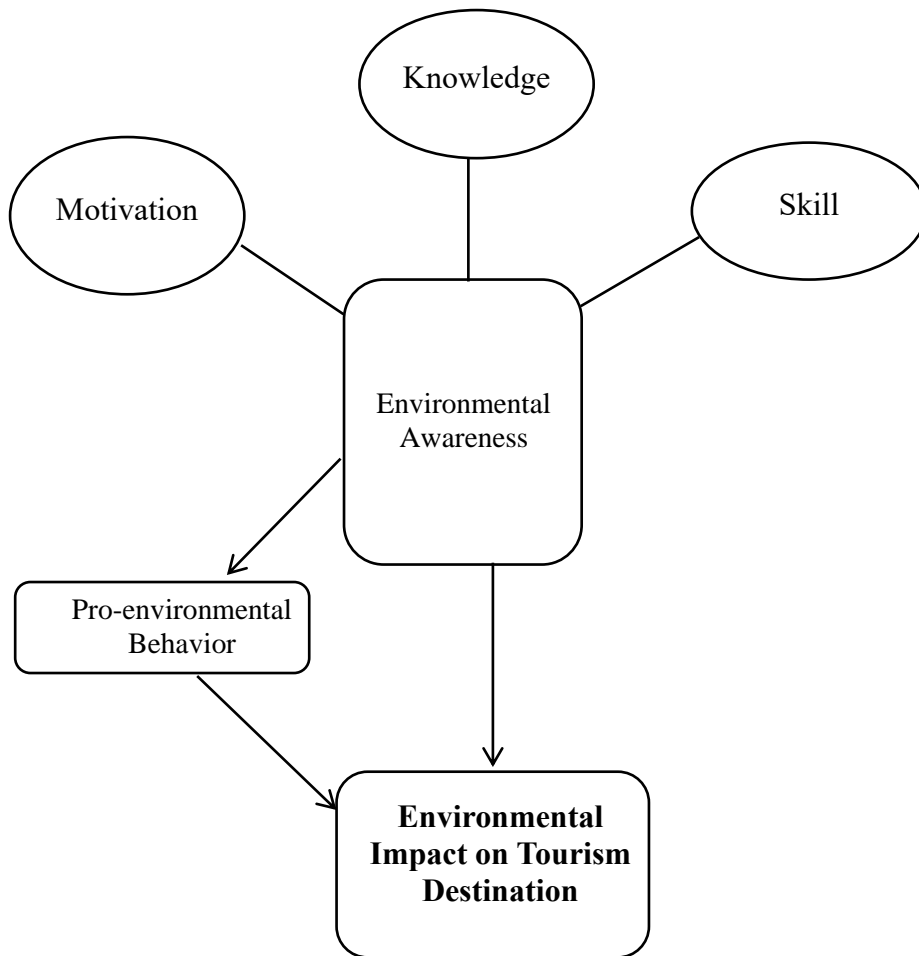 Knowledge
Motivation
Skill
Environmental
Awareness
Pro-environmental
Behavior
Environmental
Impact on Tourism
Destination